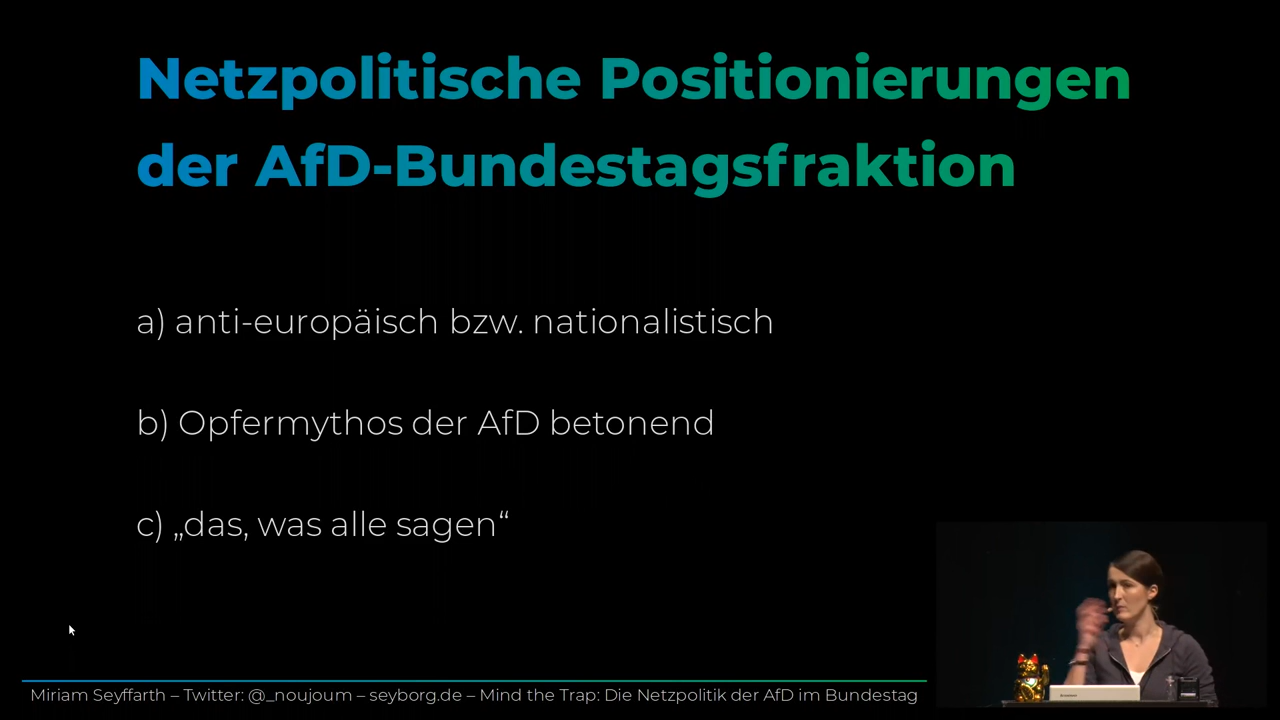 Netzpolitische Positionierungen
der AfD-Bundestagsfraktion
a) anti-europäisch bzw. nationalistisch
b) Opfermythos der AfD betonend
c) „das, was alle sagen“
Miriam Seyffarth – Twitter: @_noujoum – seyborg.de – Mind the Trap: Die Netzpolitik der AfD im Bundestag